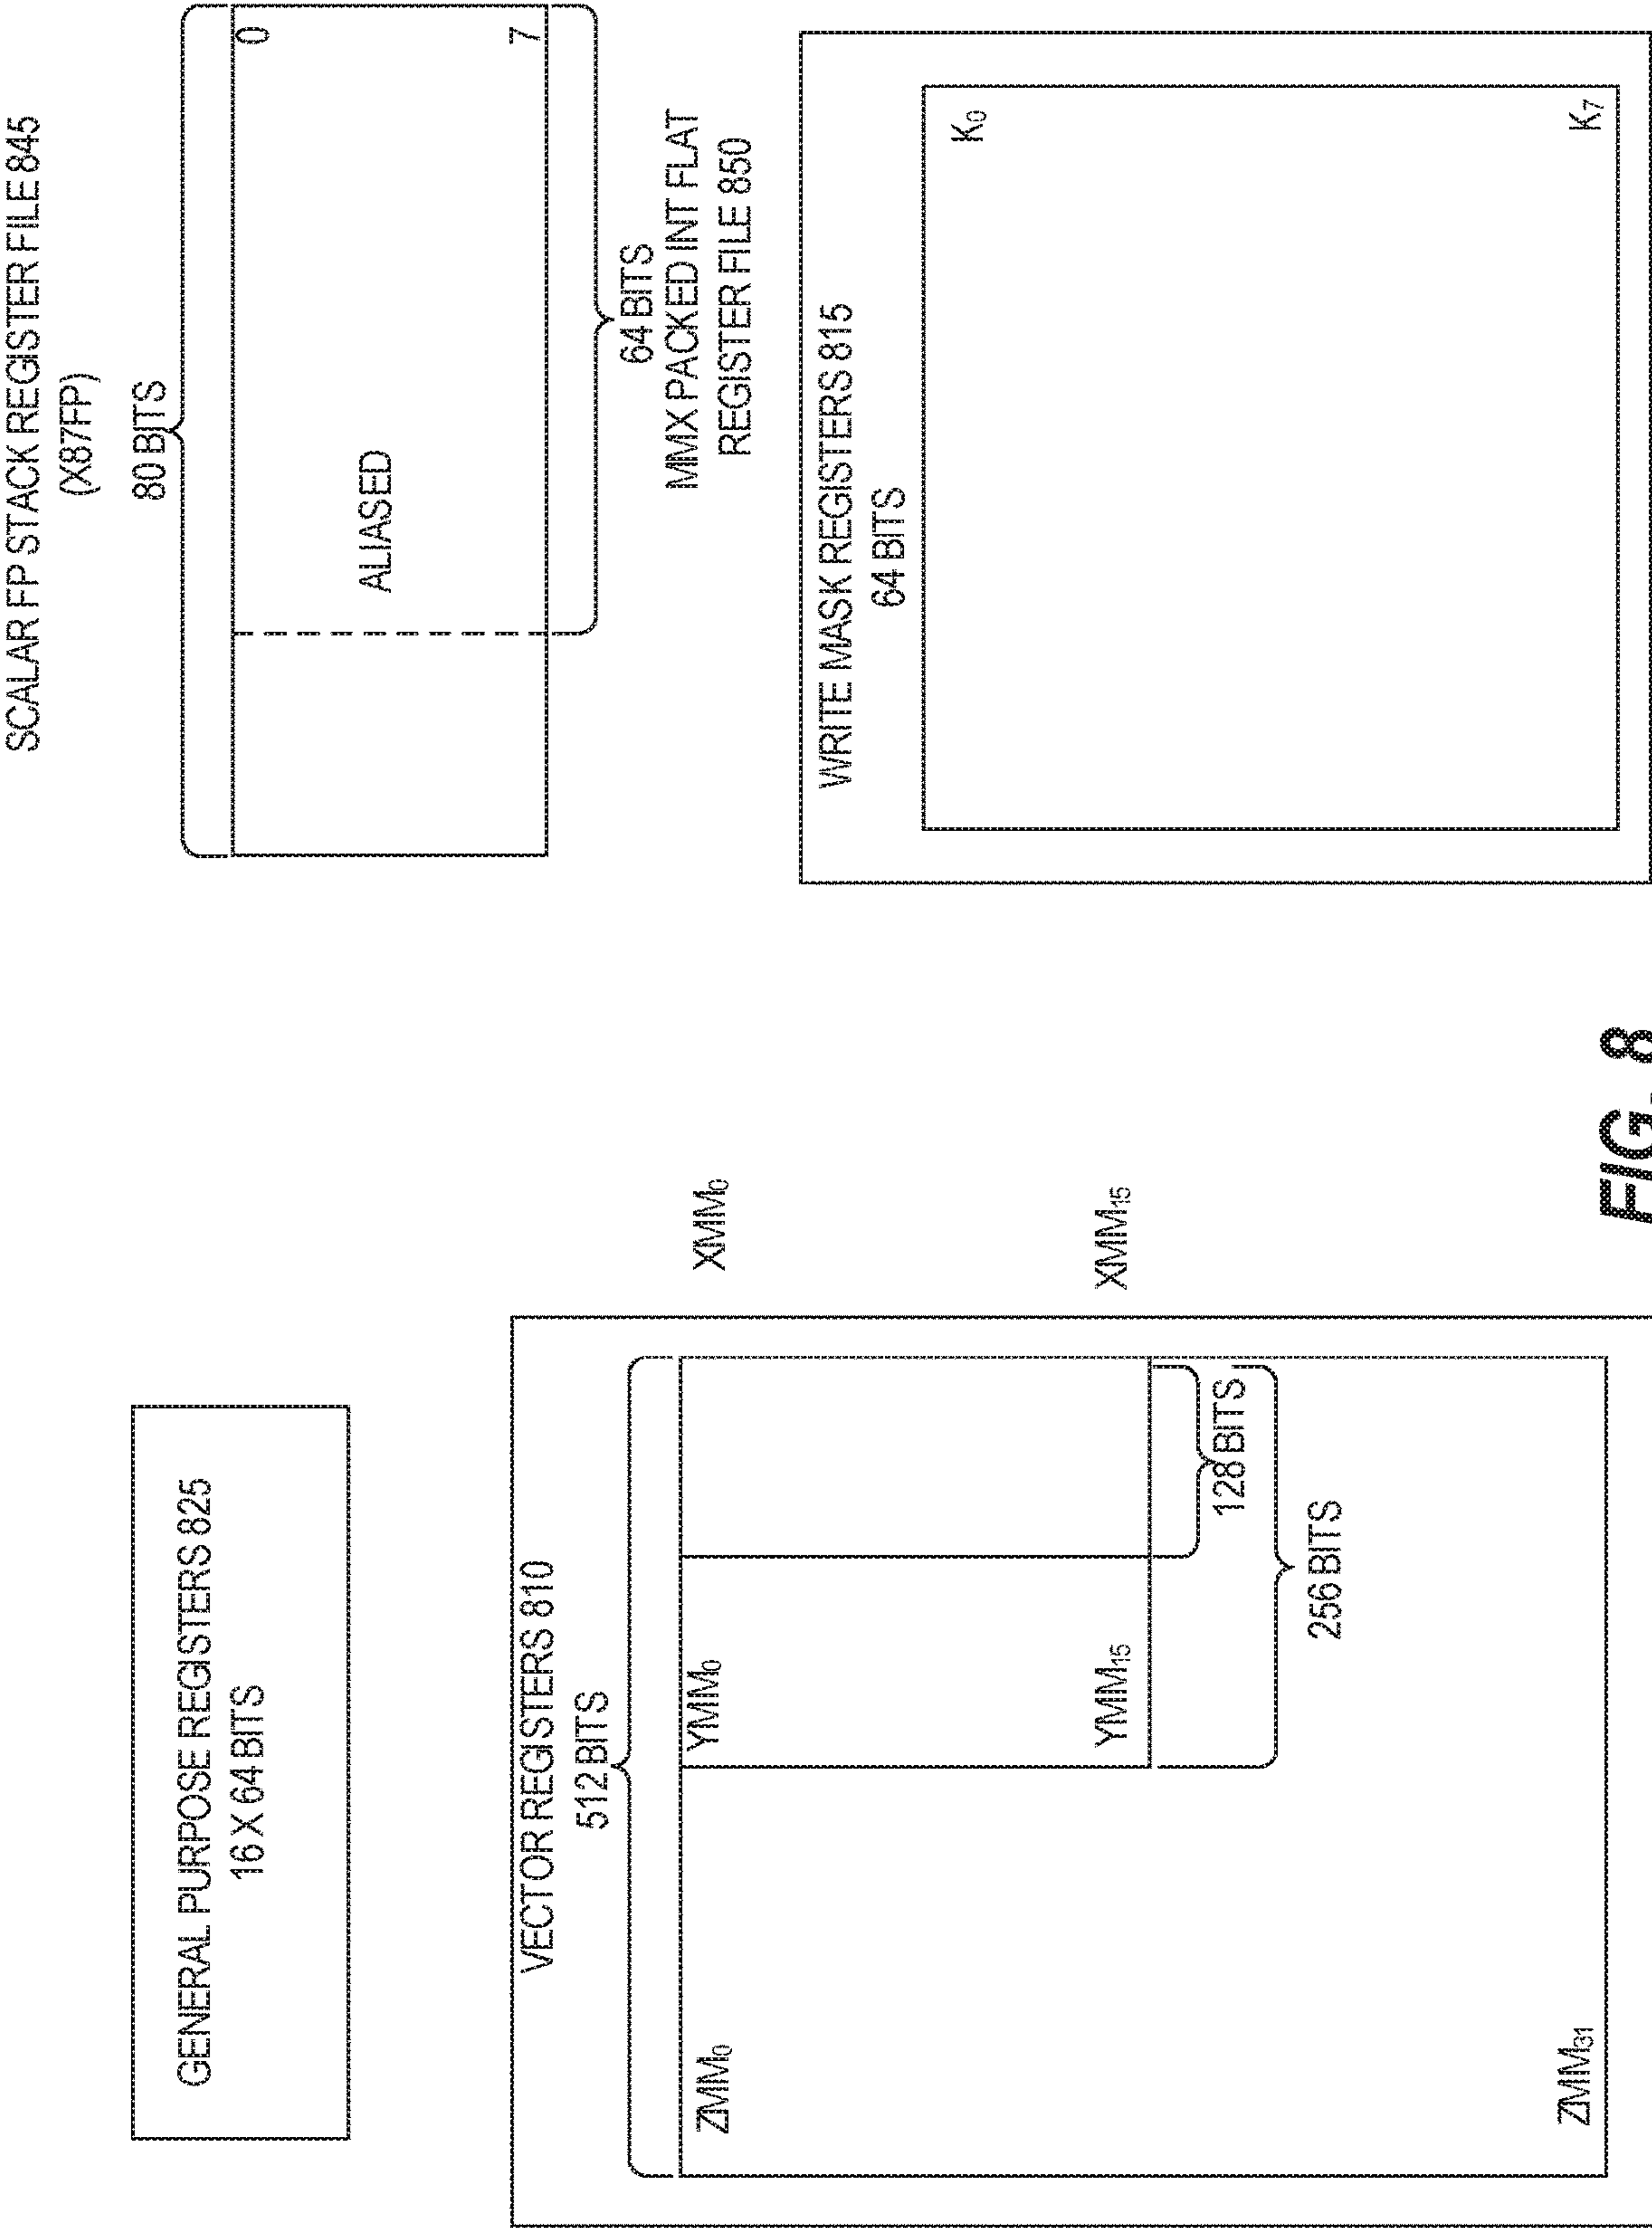 GENERAL PURPOSE REGISTERS 825
16 X 64 BITS
VECTOR REGISTERS 810
512 BITS
ZMM₀
YMM₀
XMM₀
YMM₁₅
XMM₁₅
128 BITS
256 BITS
ZMM₃₁
SCALAR FP STACK REGISTER FILE 845
(X87FP)
80 BITS
0
ALIASED
7
64 BITS
MMX PACKED INT FLAT
REGISTER FILE 850
WRITE MASK REGISTERS 815
64 BITS
K₀
K₇
FIG. 8